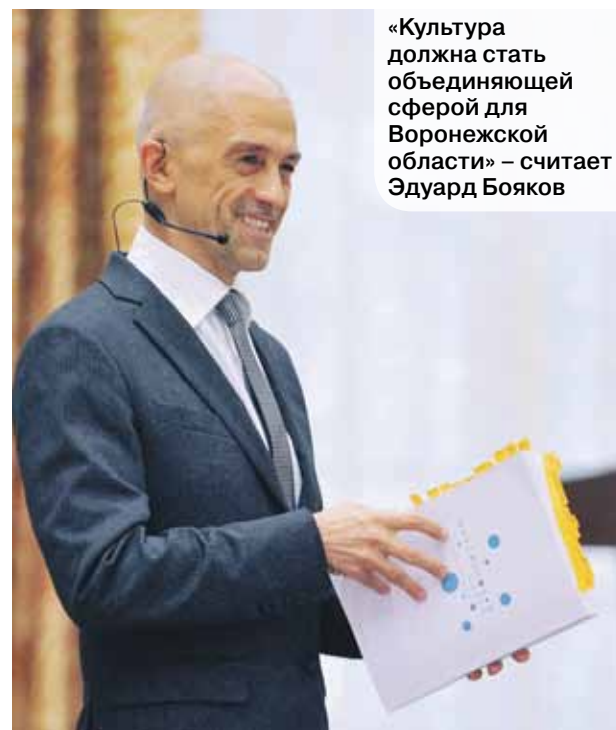 «Культура
должна стать
объединяющей
сферой для
Воронежской
области» – считает
Эдуард Бояков